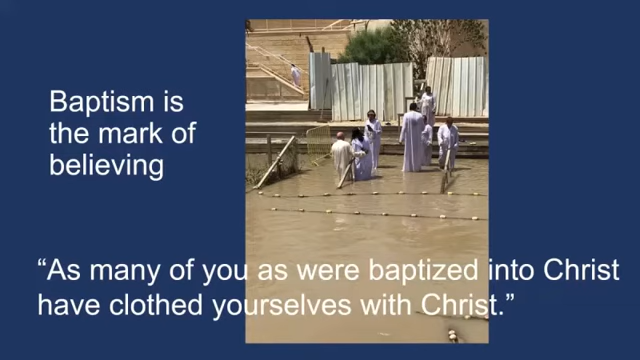 Baptism is
the mark of
believing
“As many of you as were baptized into Christ
have clothed yourselves with Christ.”